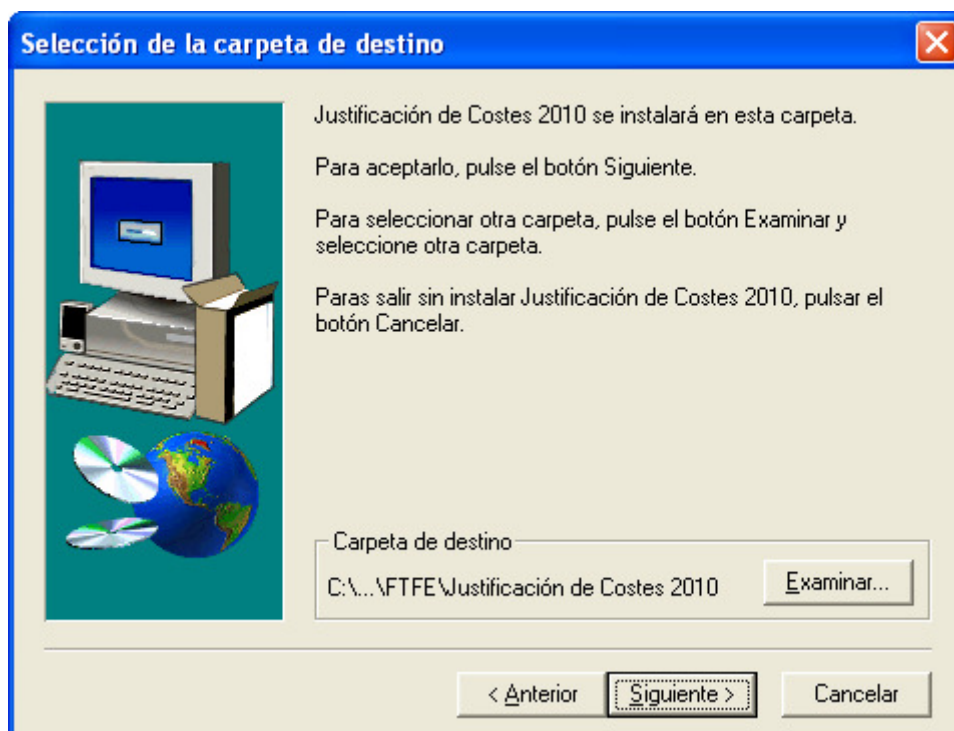 Selección de la carpeta de destino
Justificación de Costes 2010 se instalará en esta carpeta.
Para aceptarlo, pulse el botón Siguiente.
Para seleccionar otra carpeta, pulse el botón Examinar y
seleccione otra carpeta.
Paras salir sin instalar Justificación de Costes 2010, pulsar el
botón Cancelar.
Carpeta de destino
C:\...\FTFE\Justificación de Costes 2010
Examinar...
< Anterior
Siguiente >
Cancelar